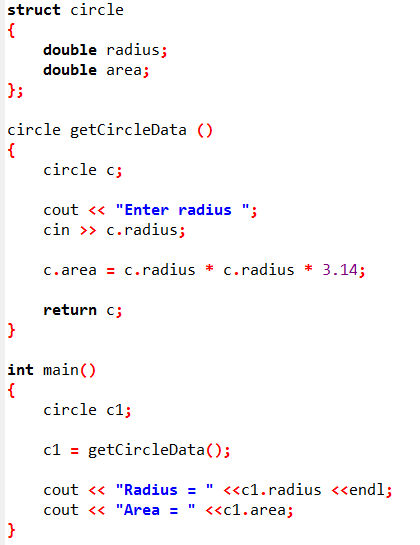 struct circle
{
    double radius;
    double area;
};
circle getCircleData ()
{
    circle c;
    cout << "Enter radius ";
    cin >> c.radius;
    c.area = c.radius * c.radius * 3.14;
    return c;
}
int main()
{
    circle c1;
    c1 = getCircleData();
    cout << "Radius = " <<c1.radius <<endl;
    cout << "Area = " <<c1.area;
}